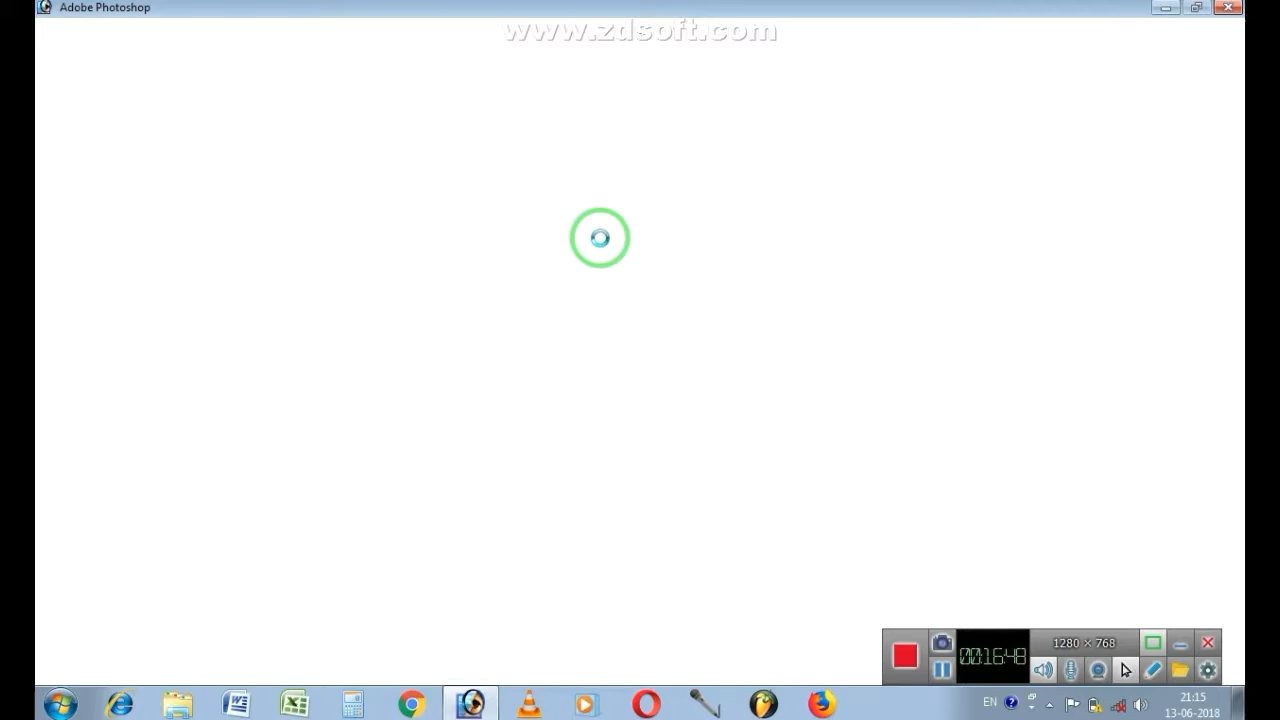 Adobe Photoshop
www.zdsoft.com
00:16:48
1280 × 768
EN
21:15
13-06-2018